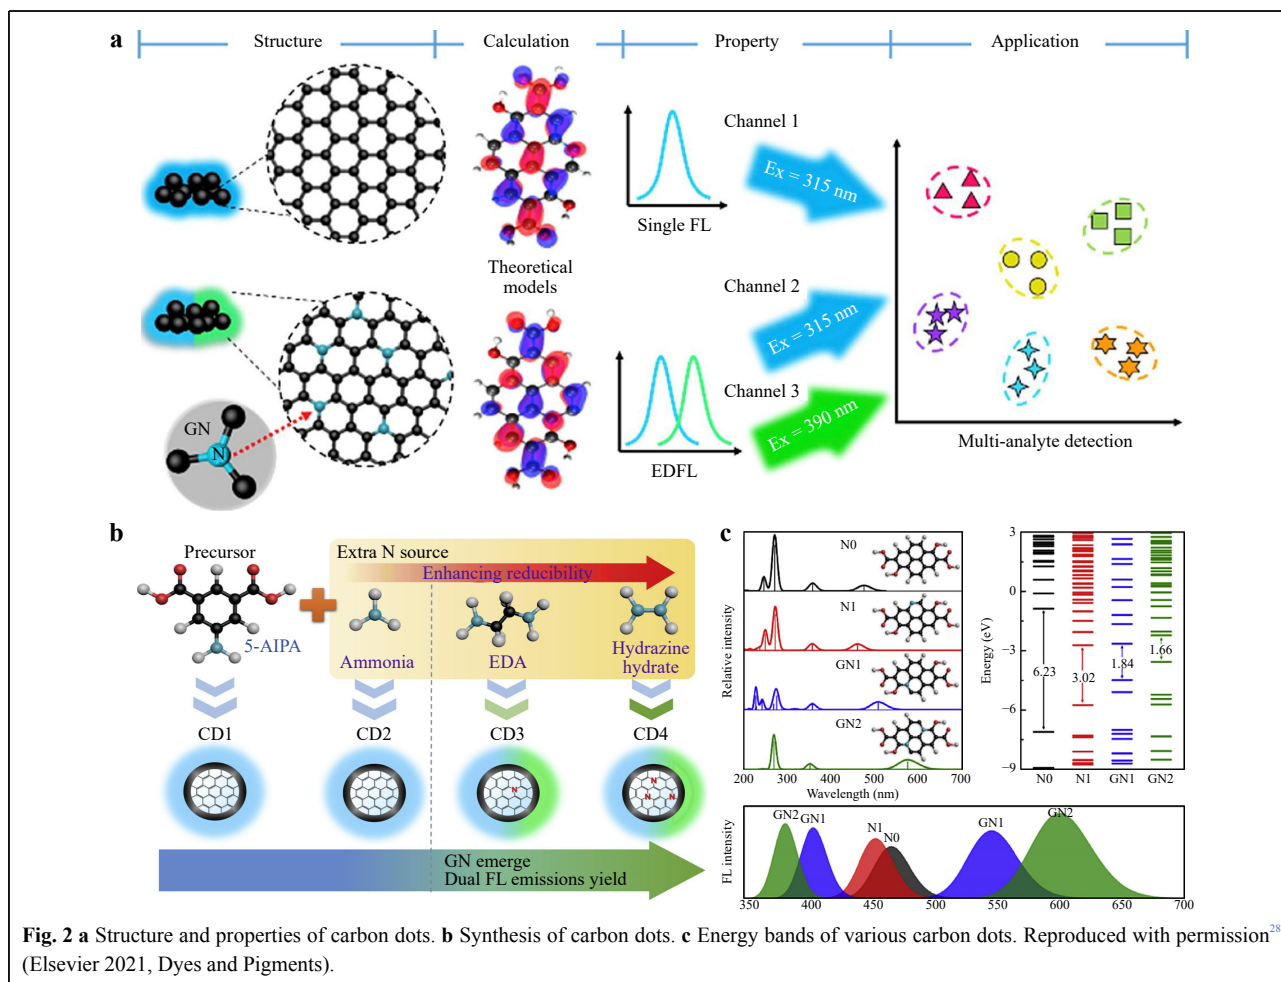 a
Structure Calculation Property Application
Channel 1
Ex = 315 nm
Single FL
Theoretical
models
Channel 2
Ex = 315 nm
Channel 3
Ex = 390 nm
GN
N
EDFL
Multi-analyte detection
b
Precursor
5-AIPA
Extra N source
Enhancing reducibility
Ammonia
EDA
Hydrazine
hydrate
CD1 CD2 CD3 CD4
N
N
N N
GN emerge
Dual FL emissions yield
c
N0
N1
GN1
GN2
Relative intensity
200 300 400 500 600 700
Wavelength (nm)
Energy (eV)
3
0
−3
−6
−9
6.23
3.02
1.84
1.66
N0 N1 GN1 GN2
FL intensity
GN2 GN1 N1 N0 GN1 GN2
350 400 450 500 550 600 650 700
Fig. 2 a Structure and properties of carbon dots. b Synthesis of carbon dots. c Energy bands of various carbon dots. Reproduced with permission28
(Elsevier 2021, Dyes and Pigments).